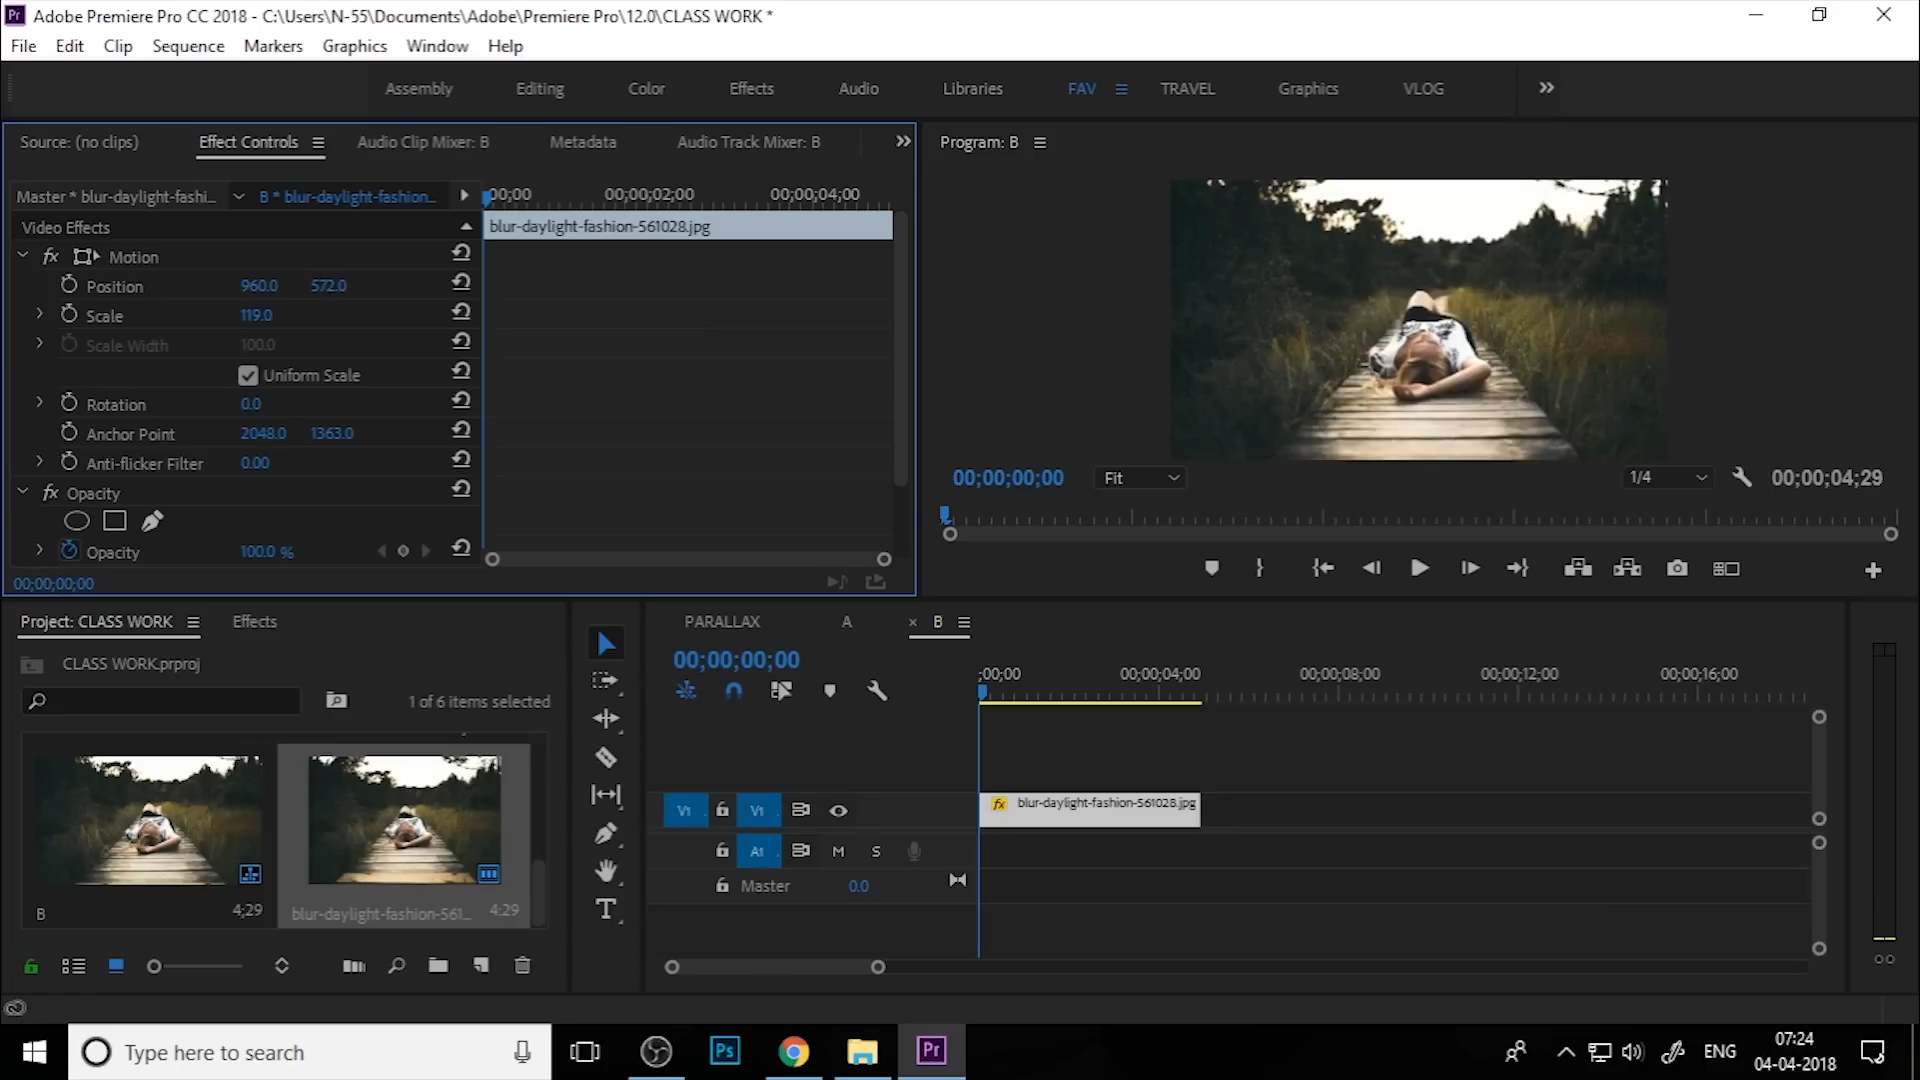 Pr Adobe Premiere Pro CC 2018 - C:\Users\N-55\Documents\Adobe\Premiere Pro\12.0\CLASS WORK *
File Edit Clip Sequence Markers Graphics Window Help
Assembly Editing Color Effects Audio Libraries FAV TRAVEL Graphics VLOG
Source: (no clips) Effect Controls Audio Clip Mixer: B Metadata Audio Track Mixer: B
Program: B
Master * blur-daylight-fashi... B * blur-daylight-fashion...
;00;00 00;00;02;00 00;00;04;00
Video Effects
blur-daylight-fashion-561028.jpg
fx Motion
Position 960.0 572.0
Scale 119.0
Scale Width 100.0
Uniform Scale
Rotation 0.0
Anchor Point 2048.0 1363.0
Anti-flicker Filter 0.00
fx Opacity
Opacity 100.0 %
00;00;00;00
00;00;00;00 Fit 1/4 00;00;04;29
Project: CLASS WORK Effects
CLASS WORK.prproj
1 of 6 items selected
B 4;29
blur-daylight-fashion-561... 4:29
PARALLAX A × B
00;00;00;00
;00;00 00;00;04;00 00;00;08;00 00;00;12;00 00;00;16;00
V1 V1
fx blur-daylight-fashion-561028.jpg
A1 M S
Master 0.0
T
Type here to search
Ps Pr
ENG
07:24
04-04-2018